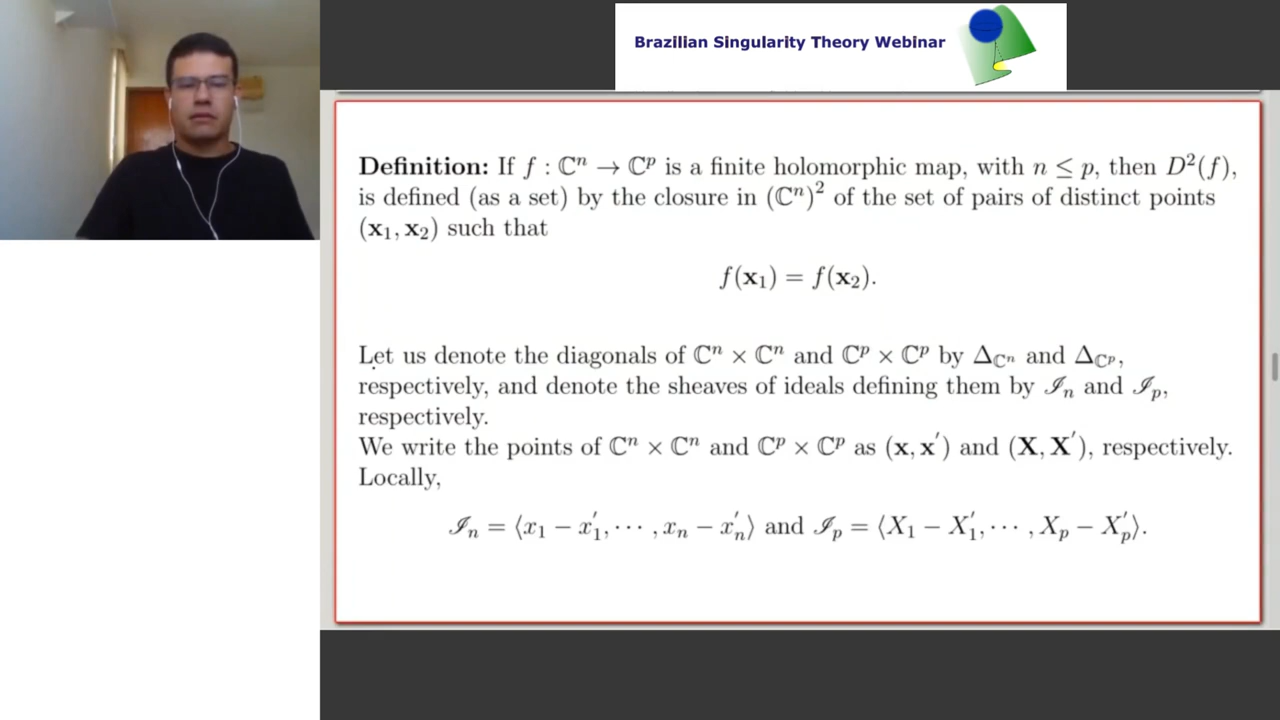 Brazilian Singularity Theory Webinar
Definition: If f : ℂⁿ → ℂᵖ is a finite holomorphic map, with n ≤ p, then D²(f),
is defined (as a set) by the closure in (ℂⁿ)² of the set of pairs of distinct points
(x₁, x₂) such that
f(x₁) = f(x₂).
Let us denote the diagonals of ℂⁿ × ℂⁿ and ℂᵖ × ℂᵖ by Δ_ℂⁿ and Δ_ℂᵖ,
respectively, and denote the sheaves of ideals defining them by ℐₙ and ℐₚ,
respectively.
We write the points of ℂⁿ × ℂⁿ and ℂᵖ × ℂᵖ as (x, x′) and (X, X′), respectively.
Locally,
ℐₙ = ⟨x₁ − x′₁, ⋯ , xₙ − x′ₙ⟩ and ℐₚ = ⟨X₁ − X′₁, ⋯ , Xₚ − X′ₚ⟩.